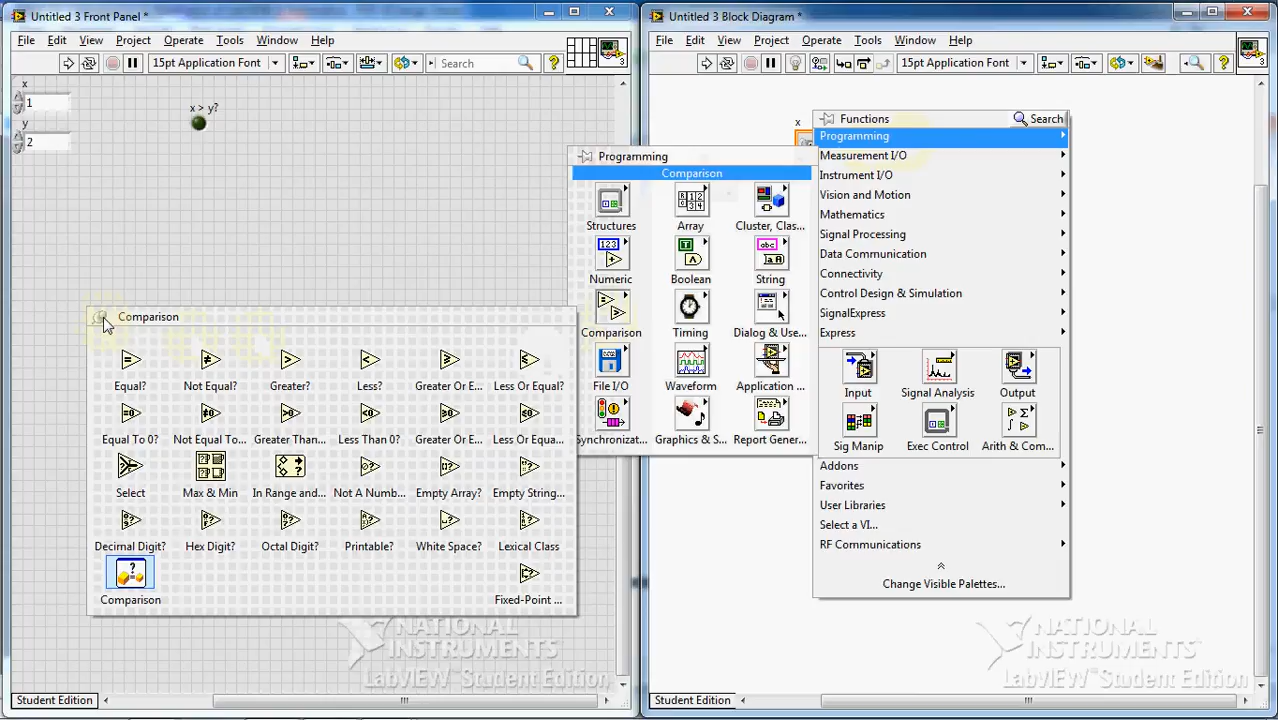 Untitled 3 Front Panel *
File Edit View Project Operate Tools Window Help
15pt Application Font
Search
x
1
y
2
x > y?
Untitled 3 Block Diagram *
File Edit View Project Operate Tools Window Help
15pt Application Font
x
Functions
Search
Programming
Measurement I/O
Instrument I/O
Vision and Motion
Mathematics
Signal Processing
Data Communication
Connectivity
Control Design & Simulation
SignalExpress
Express
Input Signal Analysis Output
Sig Manip Exec Control Arith & Com...
Addons
Favorites
User Libraries
Select a VI...
RF Communications
Change Visible Palettes...
Programming
Comparison
Structures Array Cluster, Clas...
Numeric Boolean String
Comparison Timing Dialog & Use...
File I/O Waveform Application ...
Synchronizat... Graphics & S... Report Gener...
Comparison
Equal? Not Equal? Greater? Less? Greater Or E... Less Or Equal?
Equal To 0? Not Equal To... Greater Than... Less Than 0? Greater Or E... Less Or Equa...
Select Max & Min In Range and... Not A Numb... Empty Array? Empty String...
Decimal Digit? Hex Digit? Octal Digit? Printable? White Space? Lexical Class
Comparison Fixed-Point ...
NATIONAL INSTRUMENTS
LabVIEW Student Edition
Student Edition
NATIONAL INSTRUMENTS
LabVIEW Student Edition
Student Edition